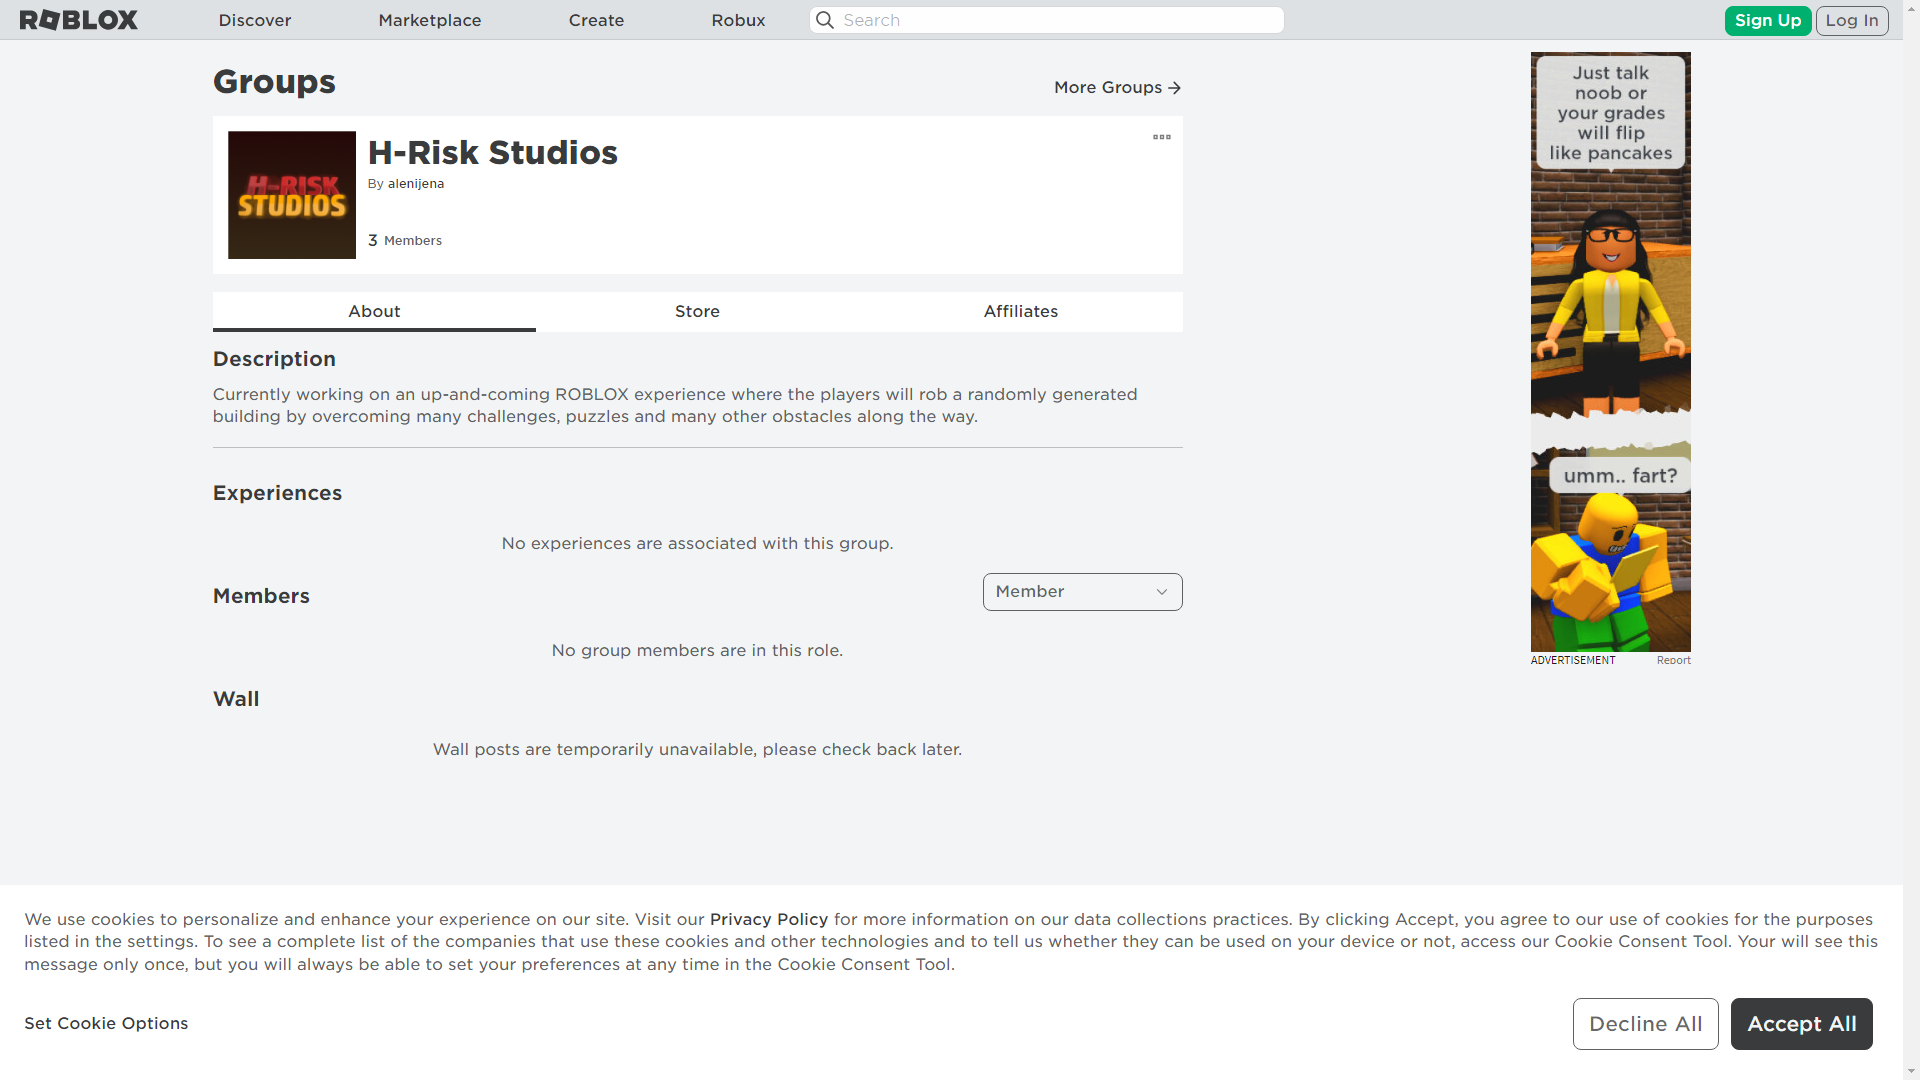 ROBLOX
Discover
Marketplace
Create
Robux
Search
Sign Up
Log In
Groups
More Groups
H-RISK
STUDIOS
H-Risk Studios
By alenijena
3 Members
About
Store
Affiliates
Description
Currently working on an up-and-coming ROBLOX experience where the players will rob a randomly generated
building by overcoming many challenges, puzzles and many other obstacles along the way.
Experiences
No experiences are associated with this group.
Members
Member
No group members are in this role.
Wall
Wall posts are temporarily unavailable, please check back later.
Just talk
noob or
your grades
will flip
like pancakes
umm.. fart?
ADVERTISEMENT
Report
We use cookies to personalize and enhance your experience on our site. Visit our Privacy Policy for more information on our data collections practices. By clicking Accept, you agree to our use of cookies for the purposes
listed in the settings. To see a complete list of the companies that use these cookies and other technologies and to tell us whether they can be used on your device or not, access our Cookie Consent Tool. Your will see this
message only once, but you will always be able to set your preferences at any time in the Cookie Consent Tool.
Set Cookie Options
Decline All
Accept All